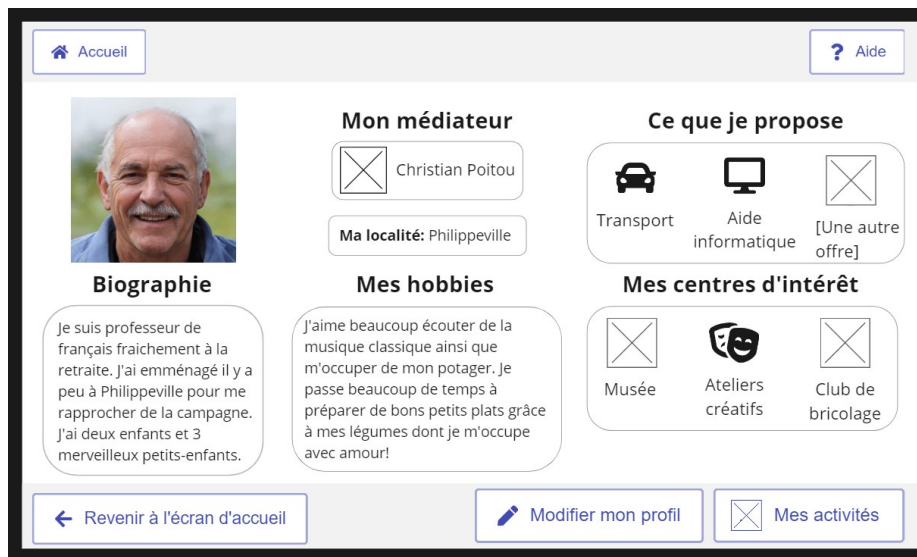 Accueil
? Aide
Mon médiateur
Christian Poitou
Ma localité: Philippeville
Ce que je propose
Transport
Aide
informatique
[Une autre
offre]
Biographie
Je suis professeur de
français fraichement à la
retraite. J'ai emménagé il y a
peu à Philippeville pour me
rapprocher de la campagne.
J'ai deux enfants et 3
merveilleux petits-enfants.
Mes hobbies
J'aime beaucoup écouter de la
musique classique ainsi que
m'occuper de mon potager. Je
passe beaucoup de temps à
préparer de bons petits plats grâce
à mes légumes dont je m'occupe
avec amour!
Mes centres d'intérêt
Musée
Ateliers
créatifs
Club de
bricolage
Revenir à l'écran d'accueil
Modifier mon profil
Mes activités